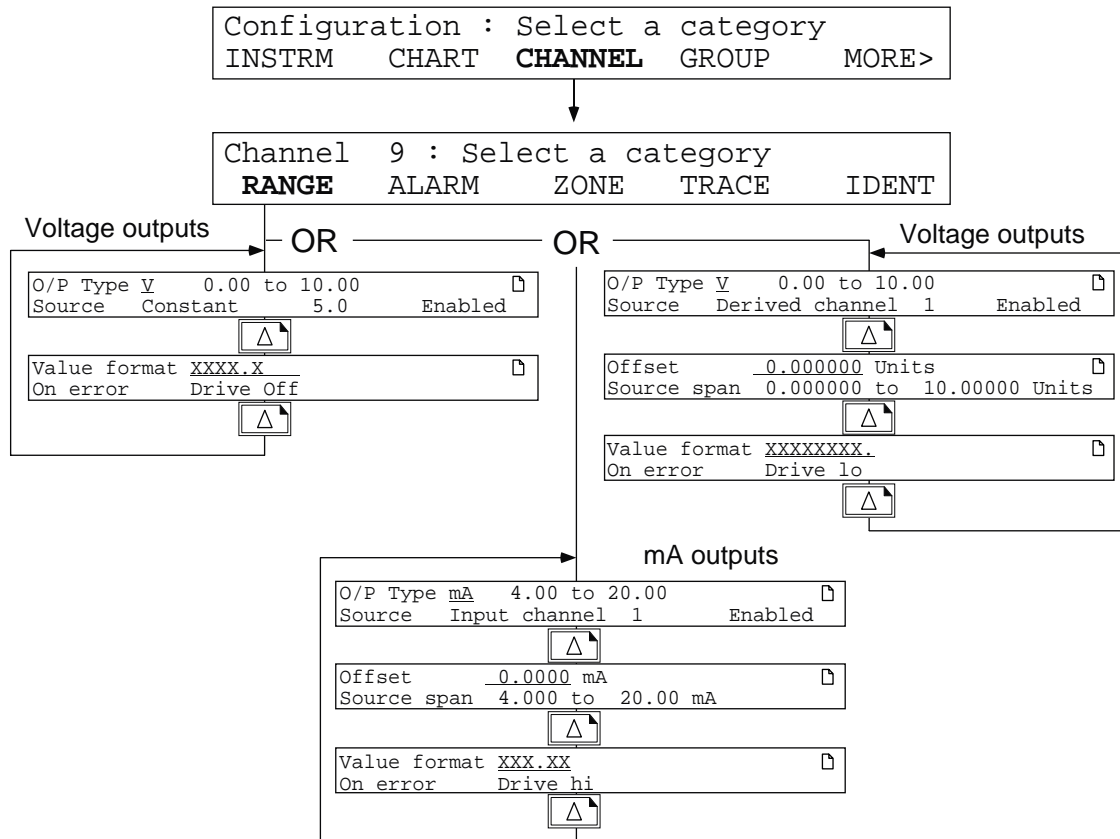 Configuration : Select a category
INSTRM CHART CHANNEL GROUP MORE>
Channel 9 : Select a category
RANGE ALARM ZONE TRACE IDENT
Voltage outputs
OR
OR
Voltage outputs
O/P Type V 0.00 to 10.00
Source Constant 5.0 Enabled
Value format XXXX.X
On error Drive Off
O/P Type V 0.00 to 10.00
Source Derived channel 1 Enabled
Offset 0.000000 Units
Source span 0.000000 to 10.00000 Units
Value format XXXXXXXX.
On error Drive lo
mA outputs
O/P Type mA 4.00 to 20.00
Source Input channel 1 Enabled
Offset 0.0000 mA
Source span 4.000 to 20.00 mA
Value format XXX.XX
On error Drive hi